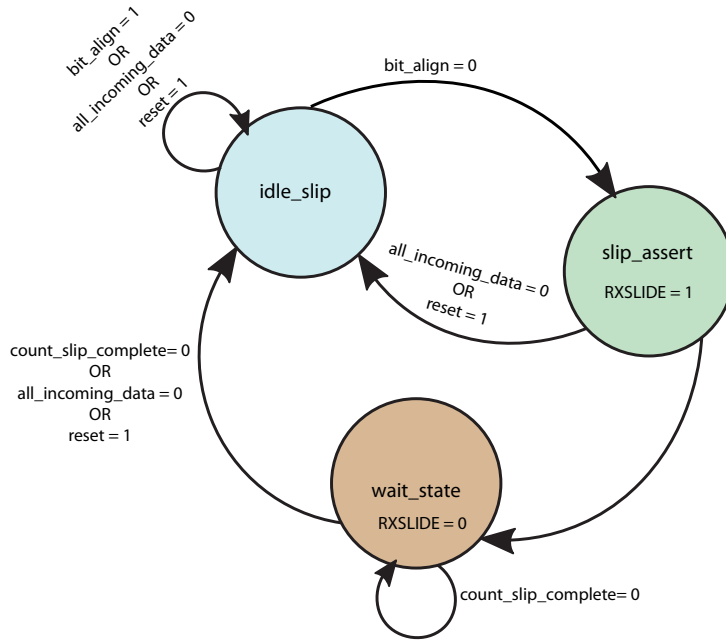 bit_align = 1
OR
all_incoming_data = 0
OR
reset = 1
bit_align = 0
idle_slip
slip_assert
RXSLIDE = 1
all_incoming_data = 0
OR
reset = 1
count_slip_complete= 0
OR
all_incoming_data = 0
OR
reset = 1
wait_state
RXSLIDE = 0
count_slip_complete= 0